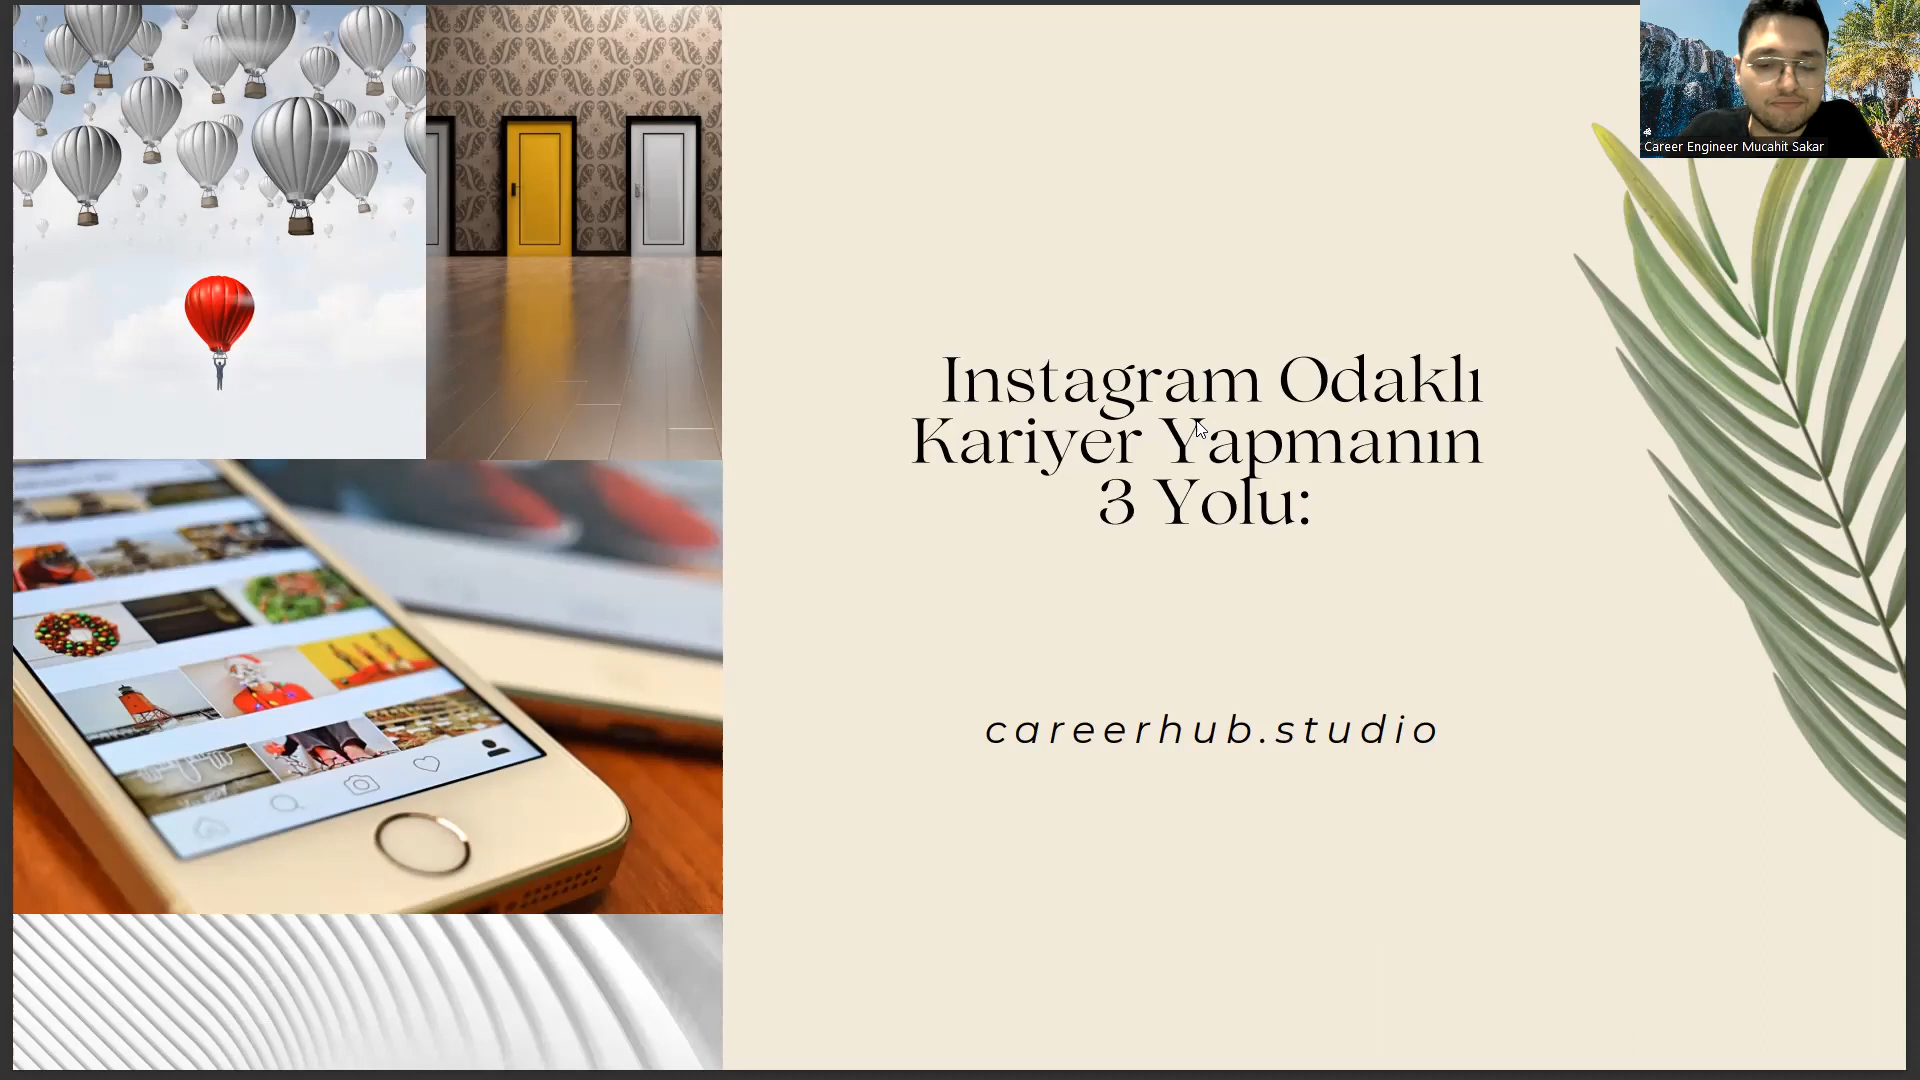 Career Engineer Mucahit Sakar
Instagram Odaklı
Kariyer Yapmanın
3 Yolu:
careerhub.studio